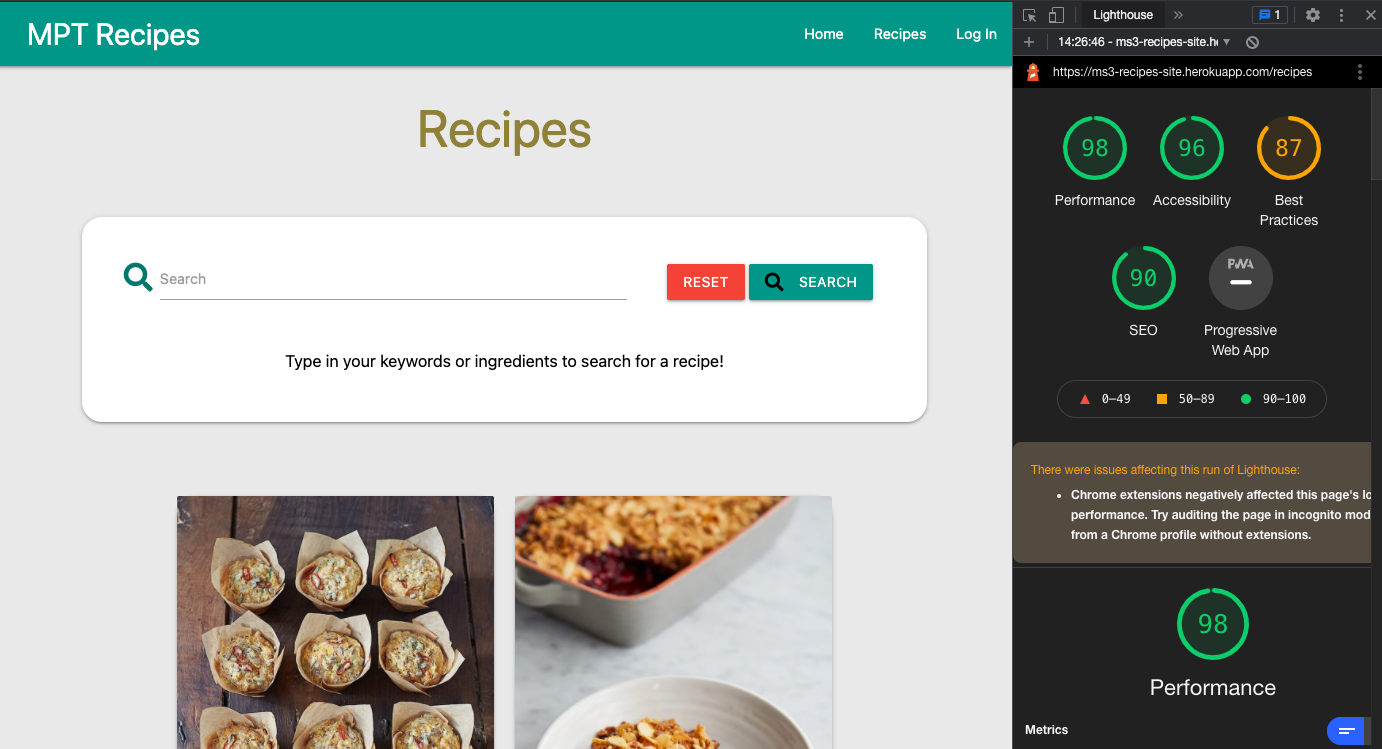 MPT Recipes
Home Recipes Log In
Recipes
Search
RESET
SEARCH
Type in your keywords or ingredients to search for a recipe!
Lighthouse
1
14:26:46 - ms3-recipes-site.h
https://ms3-recipes-site.herokuapp.com/recipes
98
Performance
96
Accessibility
87
Best
Practices
90
SEO
PWA
Progressive
Web App
0–49 50–89 90–100
There were issues affecting this run of Lighthouse:
Chrome extensions negatively affected this page's lo
performance. Try auditing the page in incognito mod
from a Chrome profile without extensions.
98
Performance
Metrics